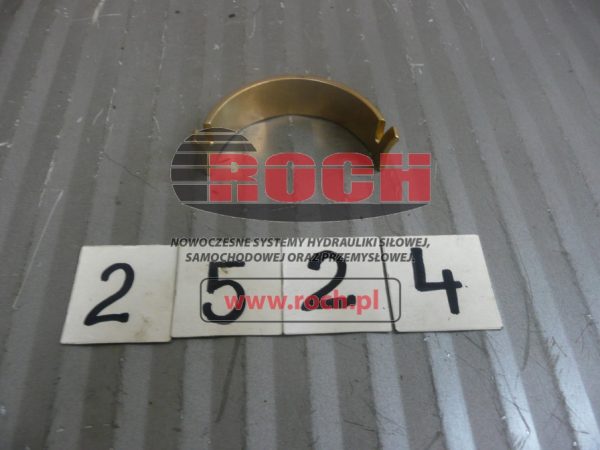 ROCH
NOWOCZESNE SYSTEMY HYDRAULIKI SIŁOWEJ,
SAMOCHODOWEJ ORAZ PRZEMYSŁOWEJ.
2 5 2 4
www.roch.pl